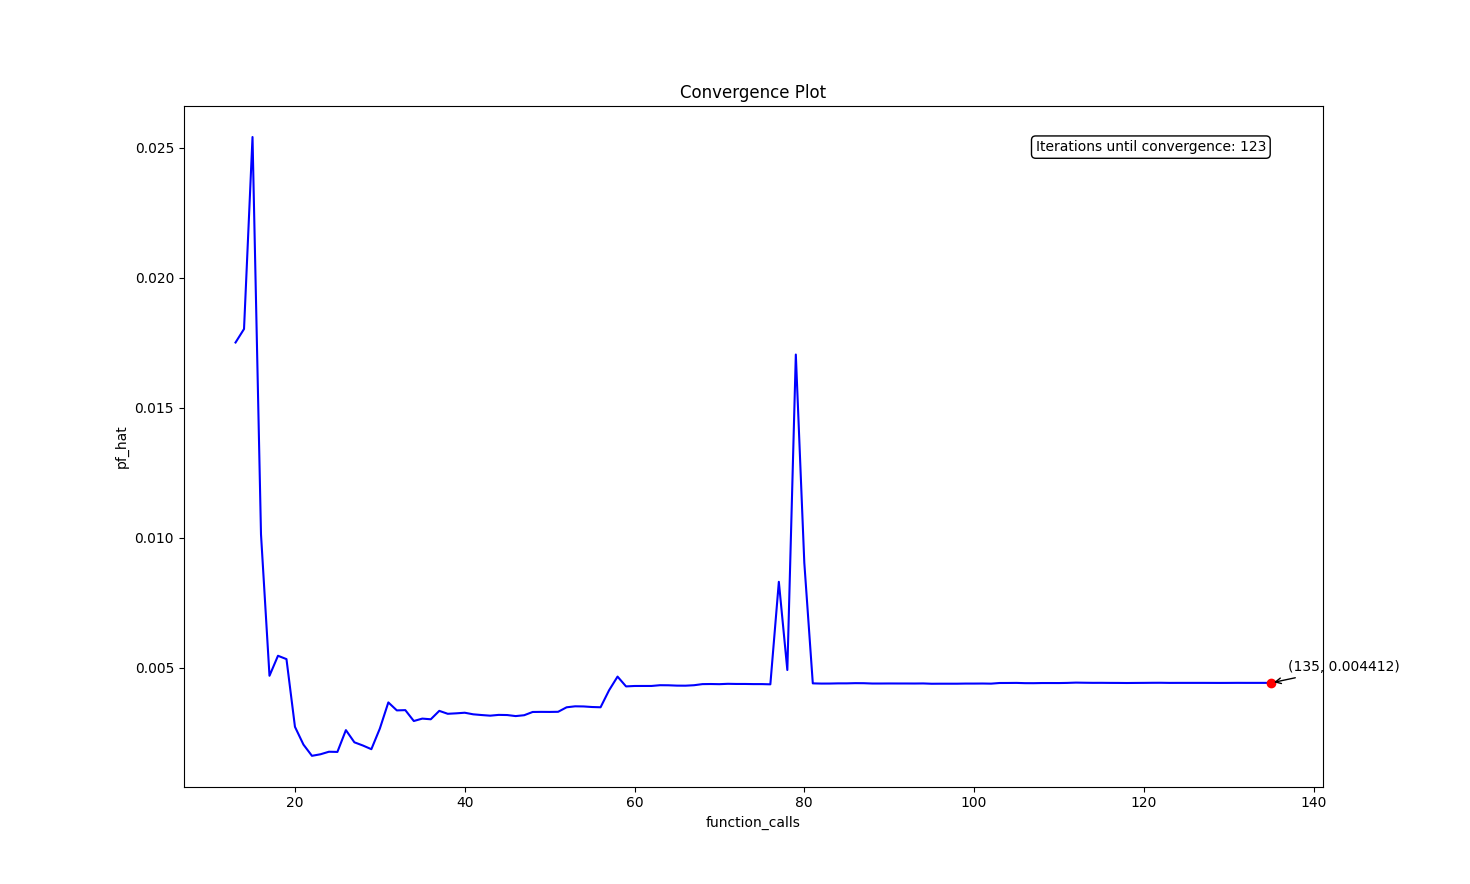 Convergence Plot
Iterations until convergence: 123
0.025
0.020
0.015
0.010
0.005
pf_hat
(135, 0.004412)
20 40 60 80 100 120 140
function_calls